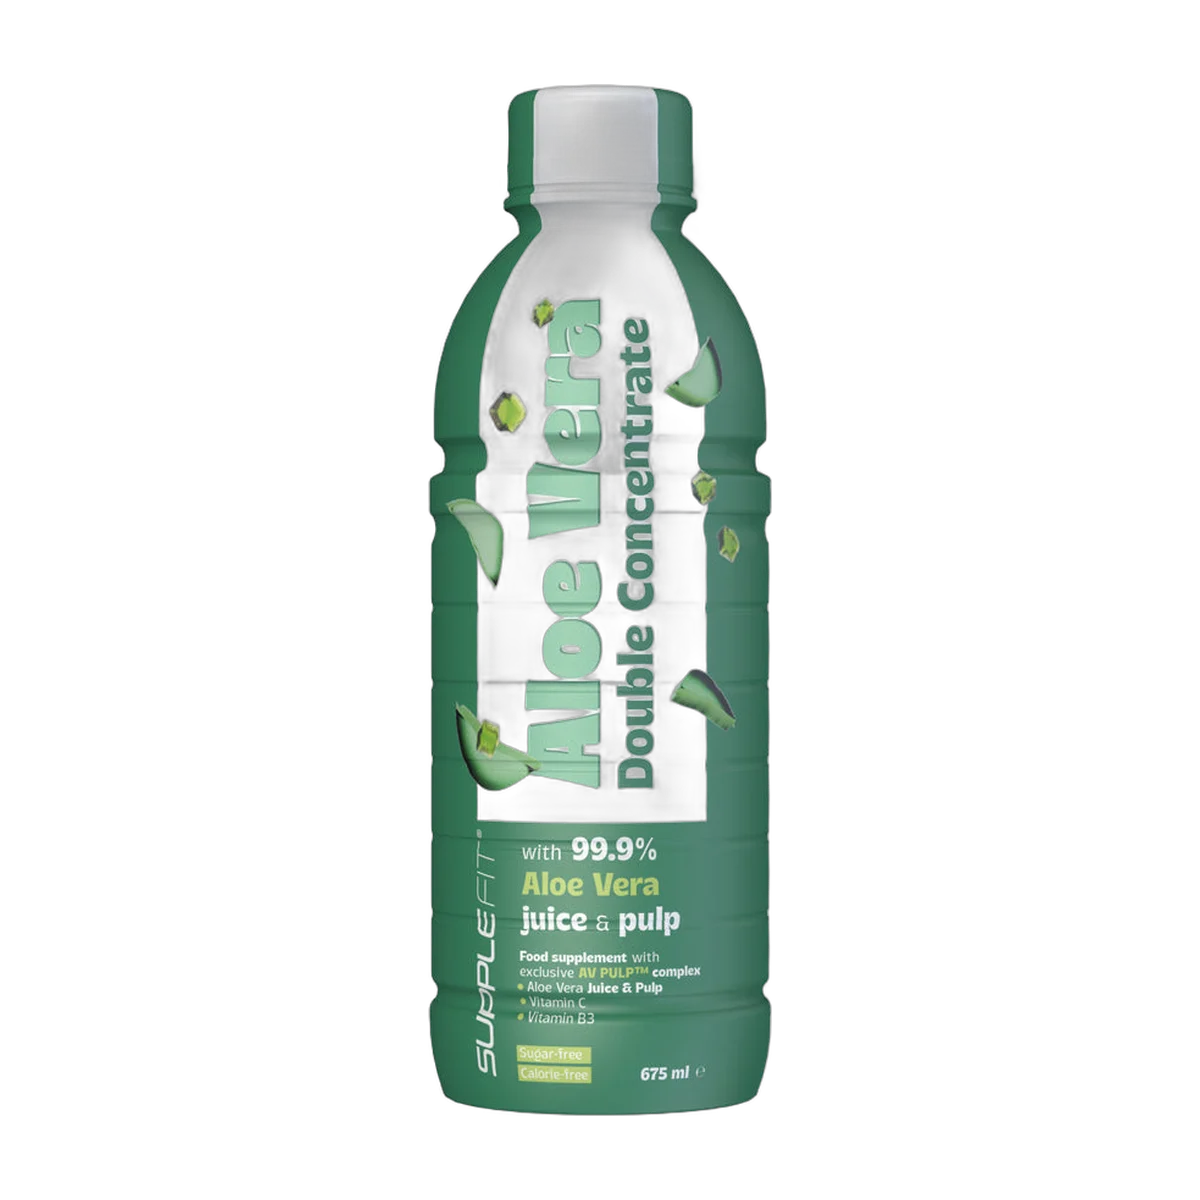 Aloe Vera
Double Concentrate
SUPPLEFIT®
with 99.9%
Aloe Vera
juice & pulp
Food supplement with
exclusive AV PULP™ complex
• Aloe Vera Juice & Pulp
• Vitamin C
• Vitamin B3
Sugar-free
Calorie-free
675 ml ℮